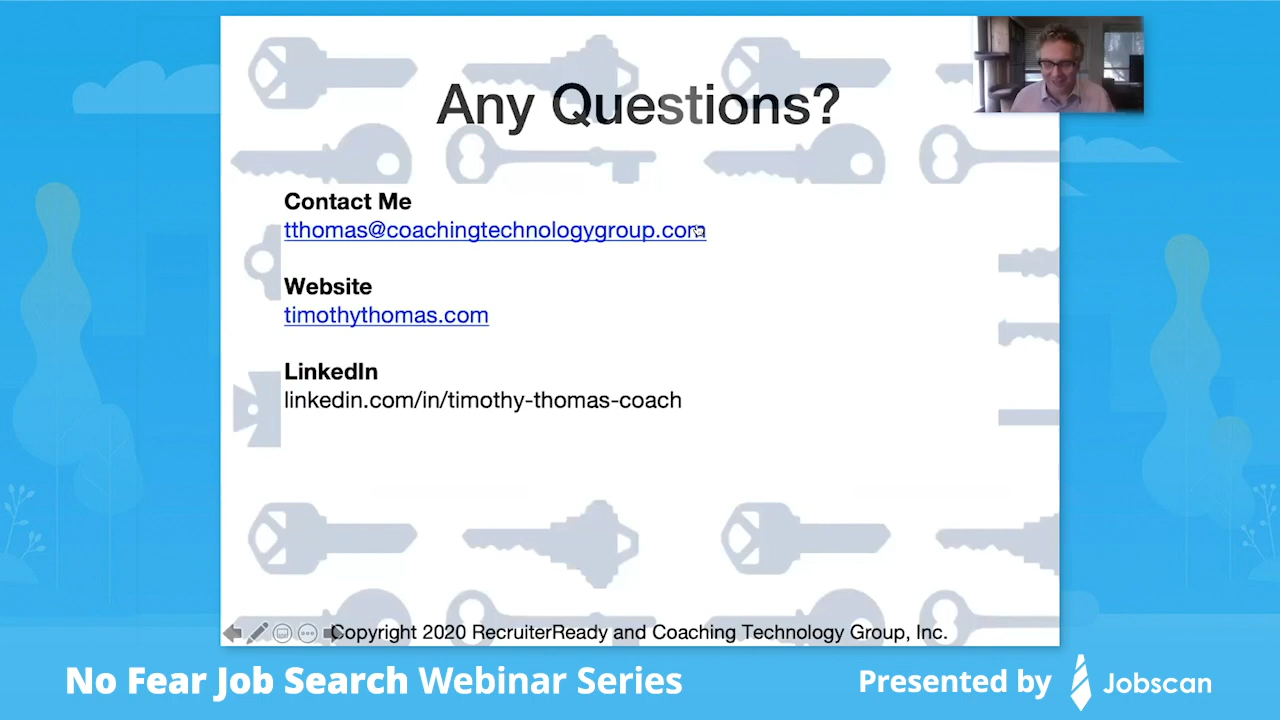 Any Questions?
Contact Me
tthomas@coachingtechnologygroup.com
Website
timothythomas.com
LinkedIn
linkedin.com/in/timothy-thomas-coach
Copyright 2020 RecruiterReady and Coaching Technology Group, Inc.
No Fear Job Search Webinar Series
Presented by Jobscan